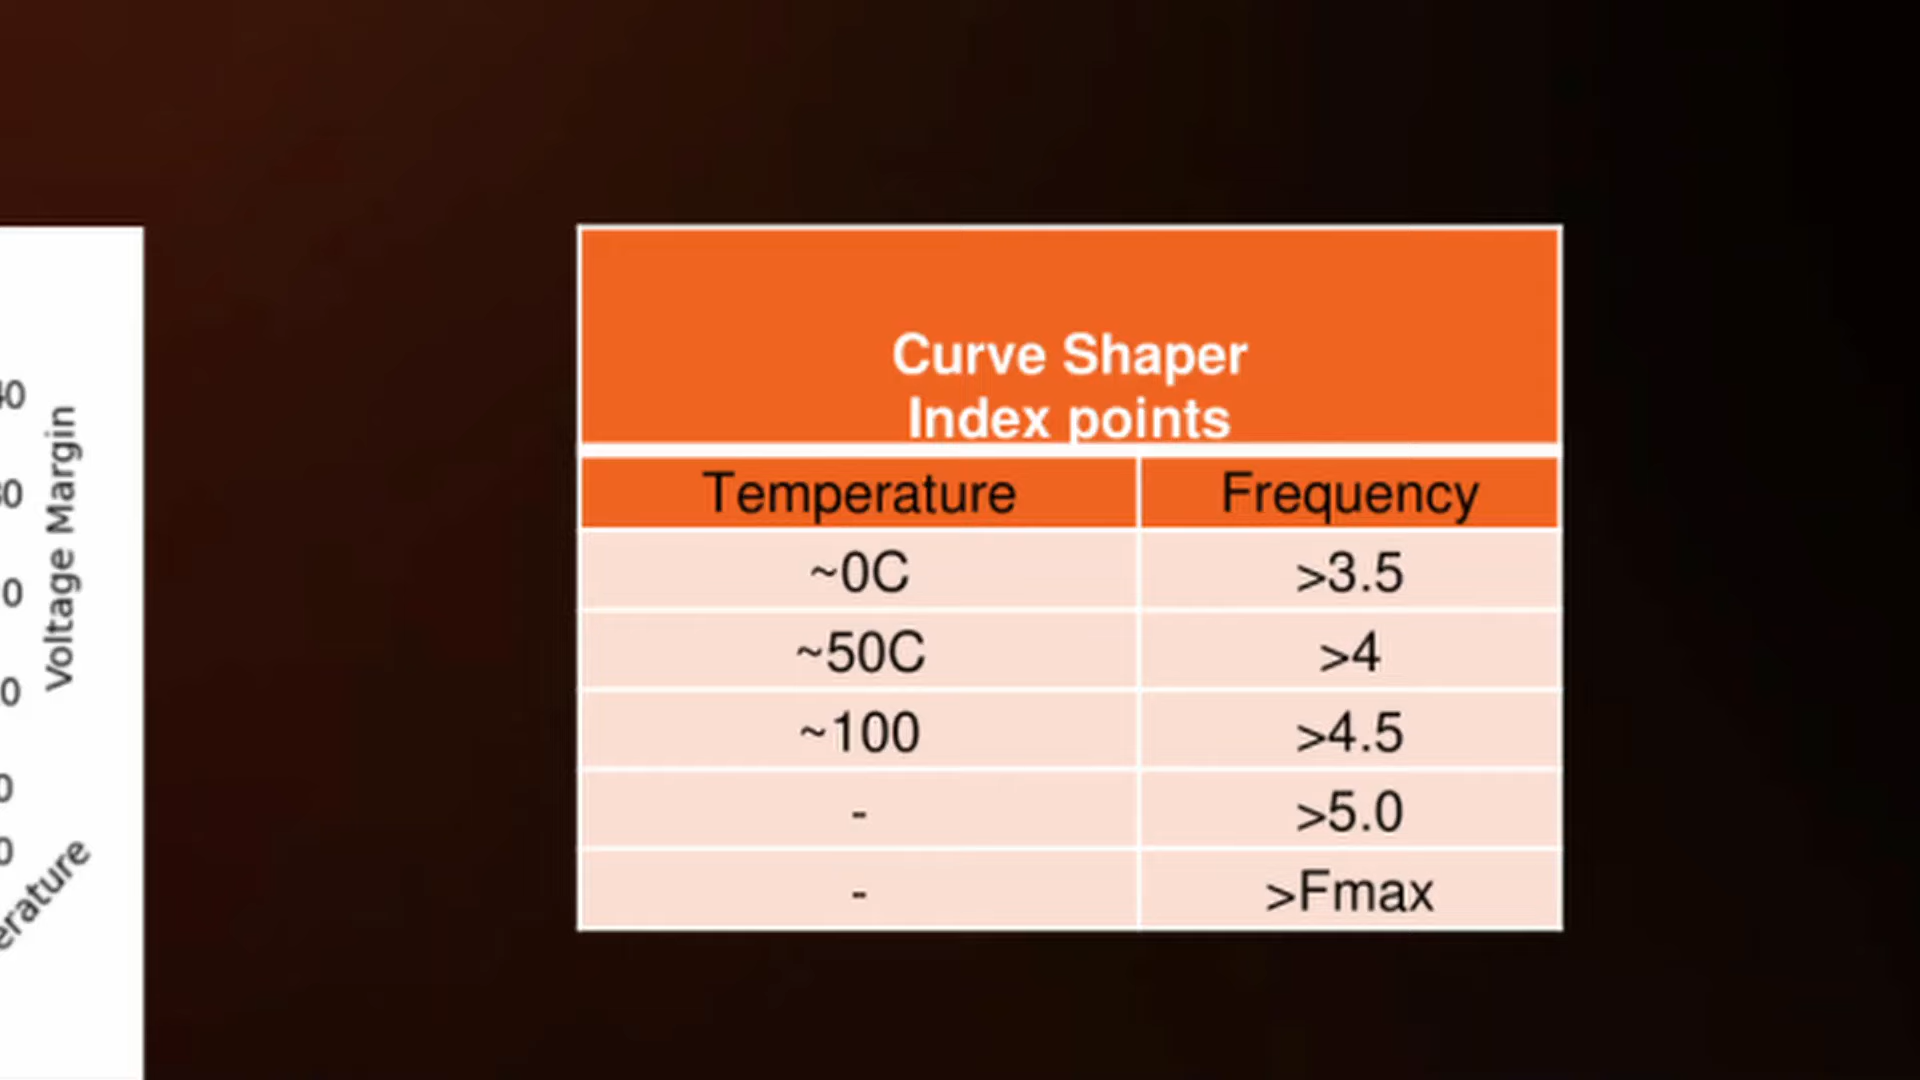 Voltage Margin
Curve Shaper
Index points
Temperature Frequency
~0C >3.5
~50C >4
~100 >4.5
- >5.0
- >Fmax